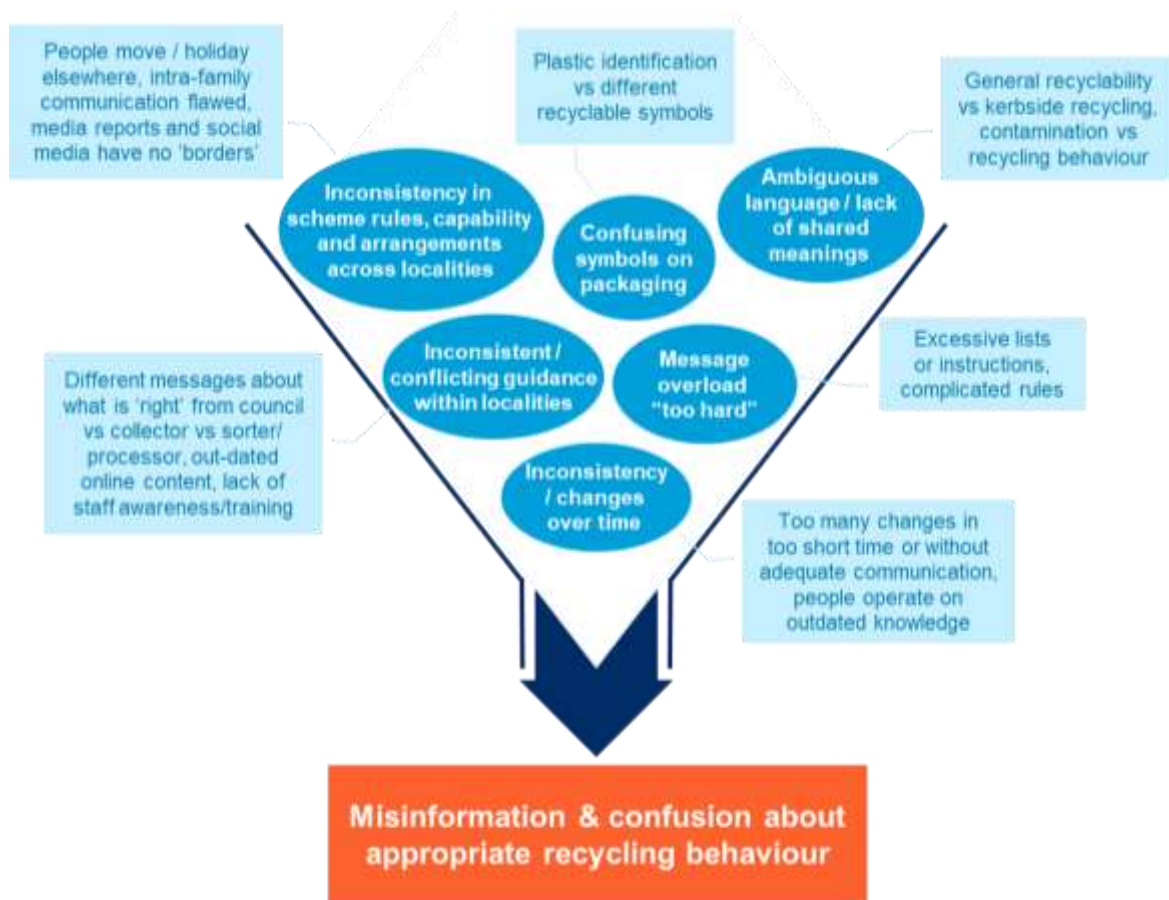 People move / holiday
elsewhere, intra-family
communication flawed,
media reports and social
media have no 'borders'
Plastic identification
vs different
recyclable symbols
General recyclability
vs kerbside recycling,
contamination vs
recycling behaviour
Inconsistency in
scheme rules, capability
and arrangements
across localities
Confusing
symbols on
packaging
Ambiguous
language / lack
of shared
meanings
Different messages about
what is 'right' from council
vs collector vs sorter/
processor, out-dated
online content, lack of
staff awareness/training
Inconsistent /
conflicting guidance
within localities
Message
overload
"too hard"
Excessive lists
or instructions,
complicated rules
Inconsistency
/ changes
over time
Too many changes in
too short time or without
adequate communication,
people operate on
outdated knowledge
Misinformation & confusion about
appropriate recycling behaviour